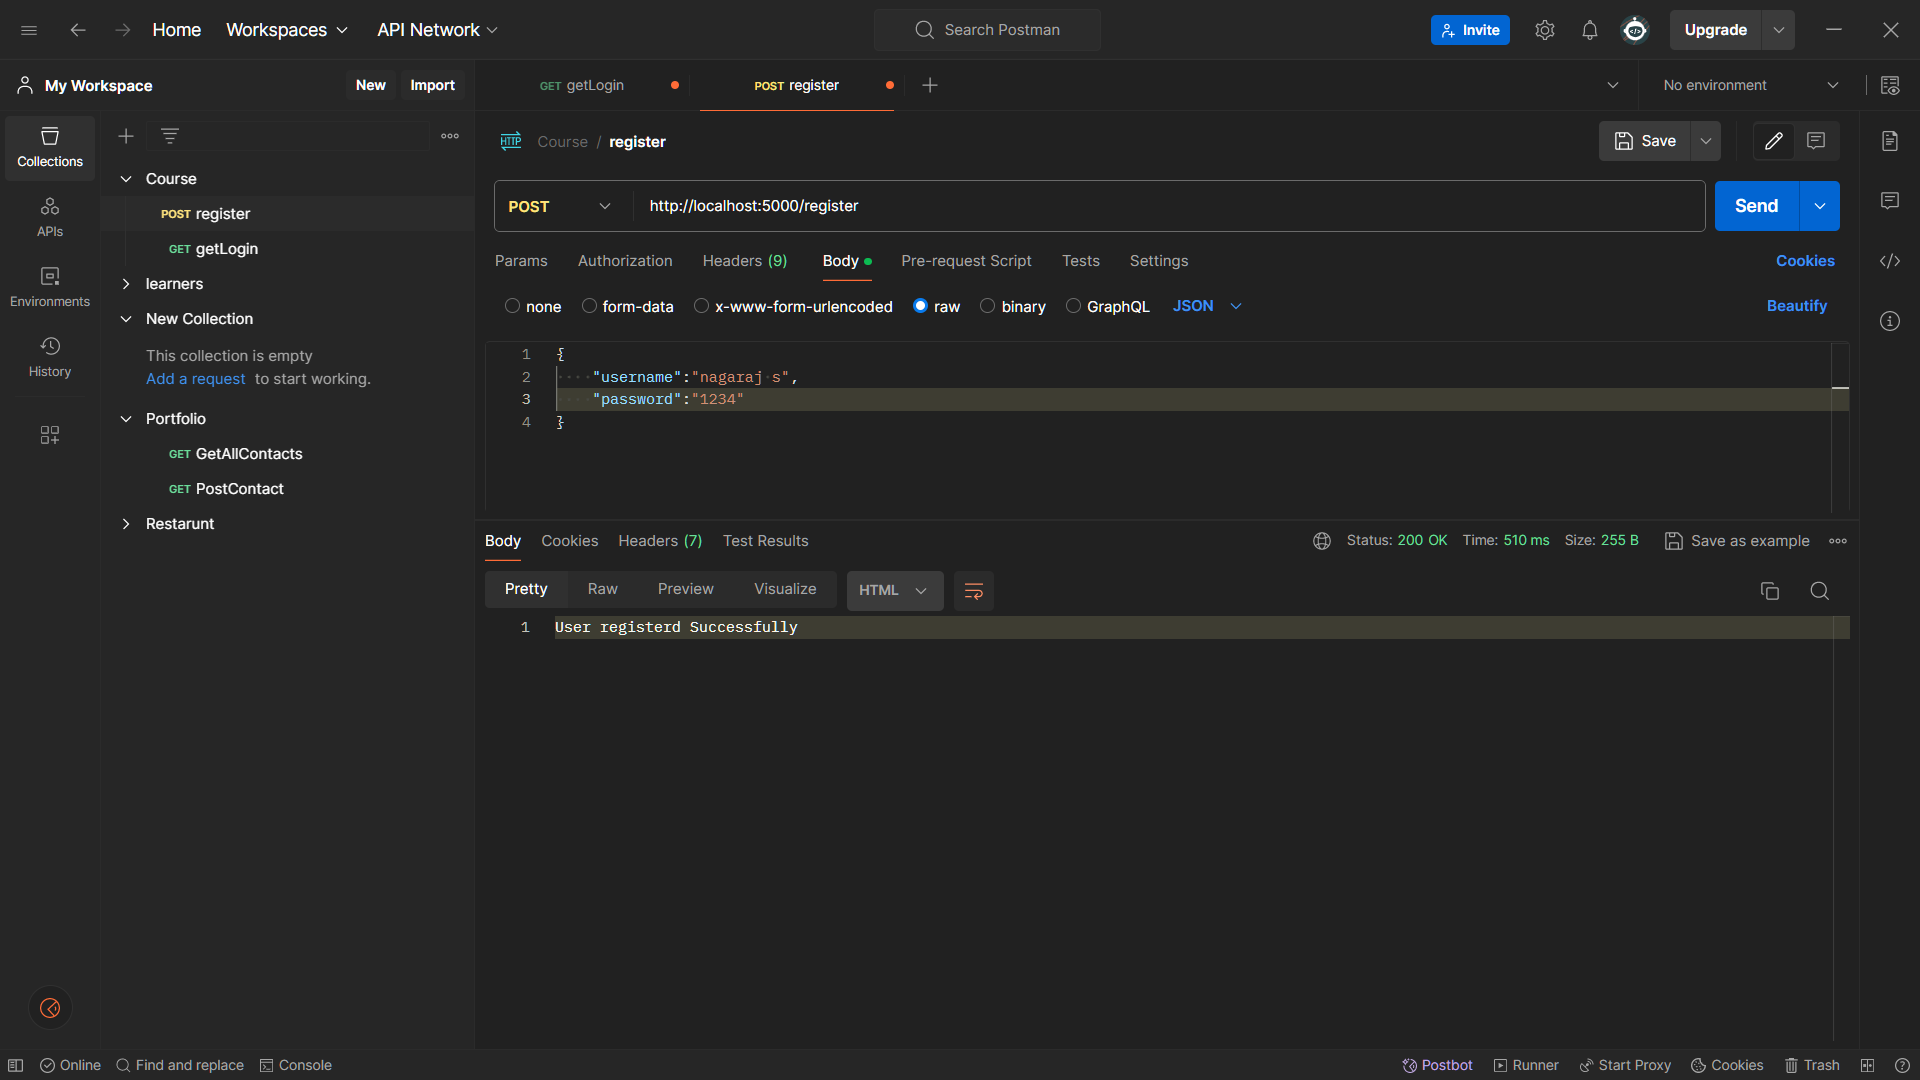 Home Workspaces API Network Search Postman Invite Upgrade
My Workspace New Import GET getLogin POST register No environment
Collections
APIs
Environments
History
Course
POST register
GET getLogin
learners
New Collection
This collection is empty
Add a request to start working.
Portfolio
GET GetAllContacts
GET PostContact
Restarunt
HTTP Course / register Save
POST http://localhost:5000/register Send
Params Authorization Headers (9) Body Pre-request Script Tests Settings Cookies
none form-data x-www-form-urlencoded raw binary GraphQL JSON Beautify
1 {
2 "username":"nagaraj s",
3 "password":"1234"
4 }
Body Cookies Headers (7) Test Results Status: 200 OK Time: 510 ms Size: 255 B Save as example
Pretty Raw Preview Visualize HTML
1 User registerd Successfully
Online Find and replace Console Postbot Runner Start Proxy Cookies Trash